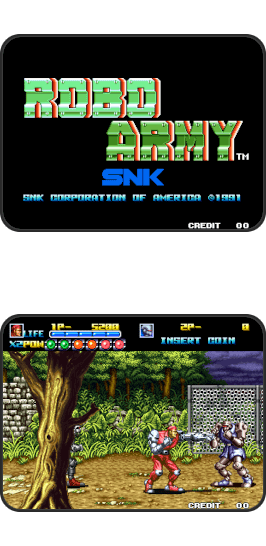 ROBO
ARMY TM
SNK
SNK CORPORATION OF AMERICA ©1991
CREDIT 00
1P- 5200 2P- 0
LIFE INSERT COIN
X2 POW
CREDIT 00